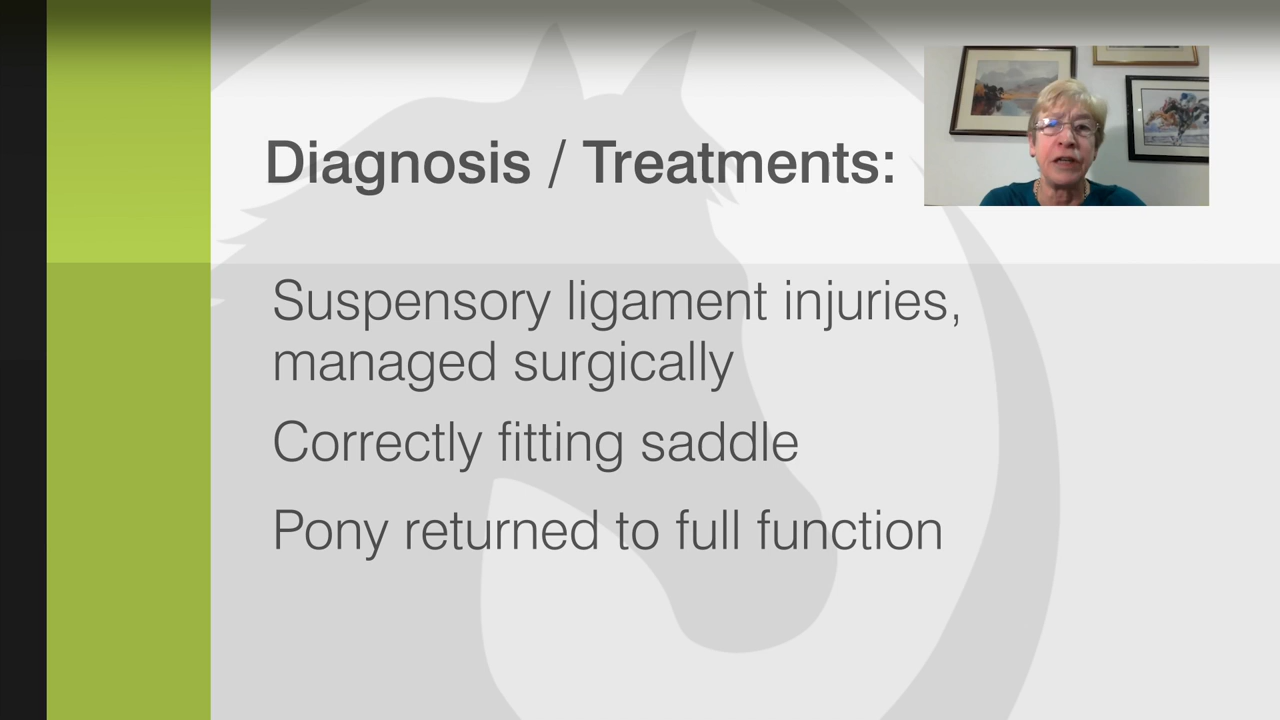 Diagnosis / Treatments:
Suspensory ligament injuries,
managed surgically
Correctly fitting saddle
Pony returned to full function